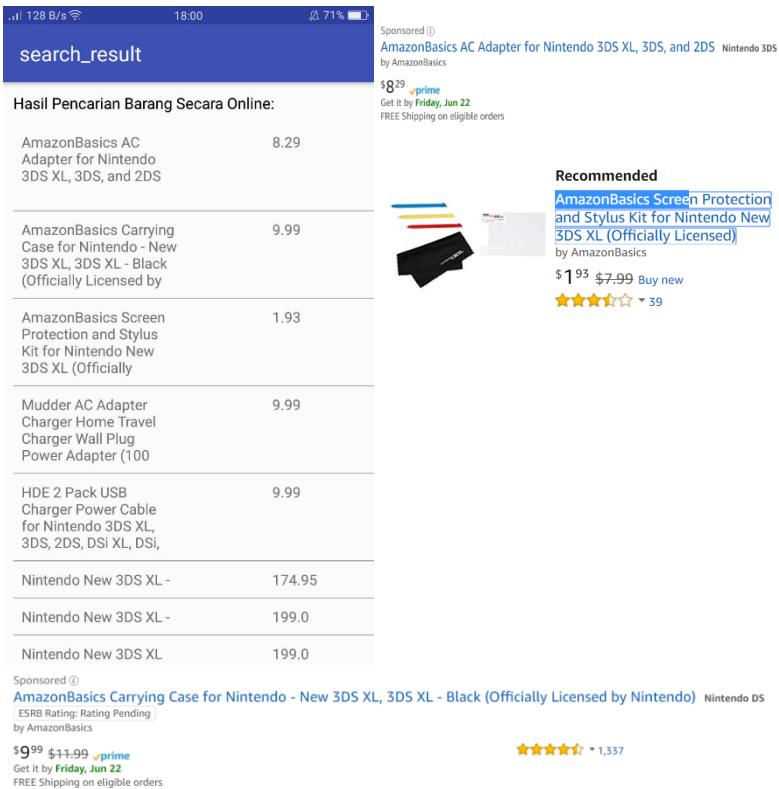 128 B/s 18:00 71%
search_result
Hasil Pencarian Barang Secara Online:
AmazonBasics AC 8.29
Adapter for Nintendo
3DS XL, 3DS, and 2DS
AmazonBasics Carrying 9.99
Case for Nintendo - New
3DS XL, 3DS XL - Black
(Officially Licensed by
AmazonBasics Screen 1.93
Protection and Stylus
Kit for Nintendo New
3DS XL (Officially
Mudder AC Adapter 9.99
Charger Home Travel
Charger Wall Plug
Power Adapter (100
HDE 2 Pack USB 9.99
Charger Power Cable
for Nintendo 3DS XL,
3DS, 2DS, DSi XL, DSi,
Nintendo New 3DS XL - 174.95
Nintendo New 3DS XL - 199.0
Nintendo New 3DS XL 199.0
Sponsored
AmazonBasics AC Adapter for Nintendo 3DS XL, 3DS, and 2DS Nintendo 3DS
by AmazonBasics
$8 29 prime
Get it by Friday, Jun 22
FREE Shipping on eligible orders
Recommended
AmazonBasics Screen Protection
and Stylus Kit for Nintendo New
3DS XL (Officially Licensed)
by AmazonBasics
$1 93 $7.99 Buy new
39
Sponsored
AmazonBasics Carrying Case for Nintendo - New 3DS XL, 3DS XL - Black (Officially Licensed by Nintendo) Nintendo DS
ESRB Rating: Rating Pending
by AmazonBasics
$9 99 $11.99 prime 1,337
Get it by Friday, Jun 22
FREE Shipping on eligible orders